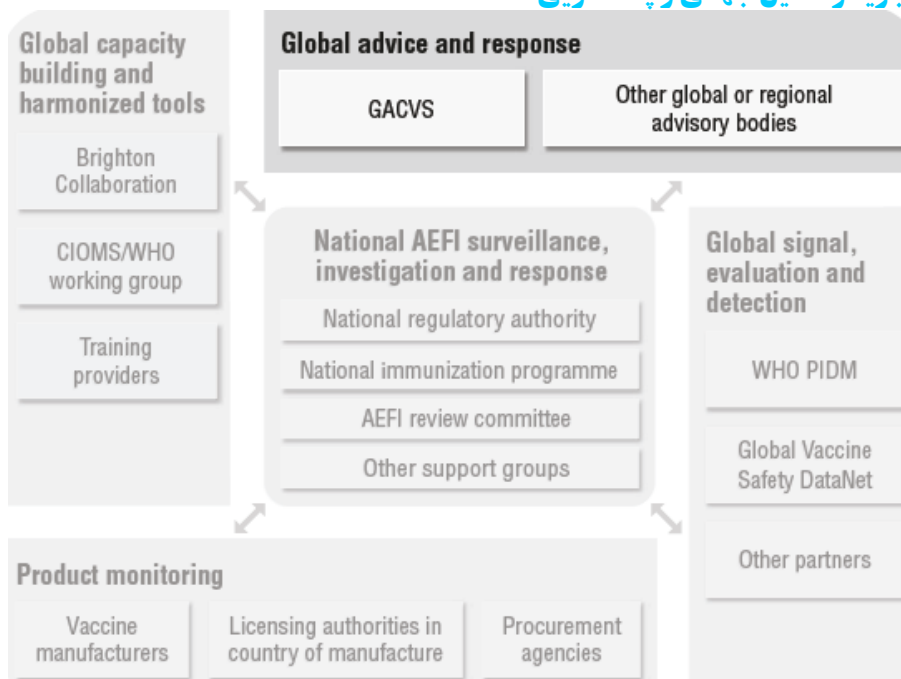 Global capacity
building and
harmonized tools
Brighton
Collaboration
CIOMS/WHO
working group
Training
providers
Global advice and response
GACVS
Other global or regional
advisory bodies
National AEFI surveillance,
investigation and response
National regulatory authority
National immunization programme
AEFI review committee
Other support groups
Global signal,
evaluation and
detection
WHO PIDM
Global Vaccine
Safety DataNet
Other partners
Product monitoring
Vaccine
manufacturers
Licensing authorities in
country of manufacture
Procurement
agencies